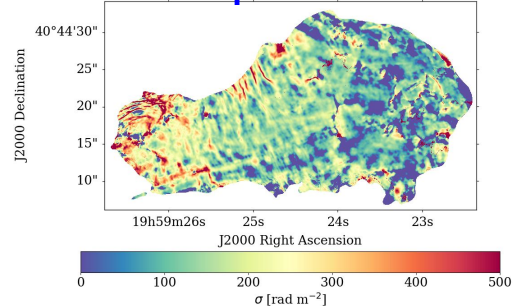 40°44'30"
25"
20"
15"
10"
J2000 Declination
19h59m26s 25s 24s 23s
J2000 Right Ascension
0 100 200 300 400 500
σ [rad m⁻²]